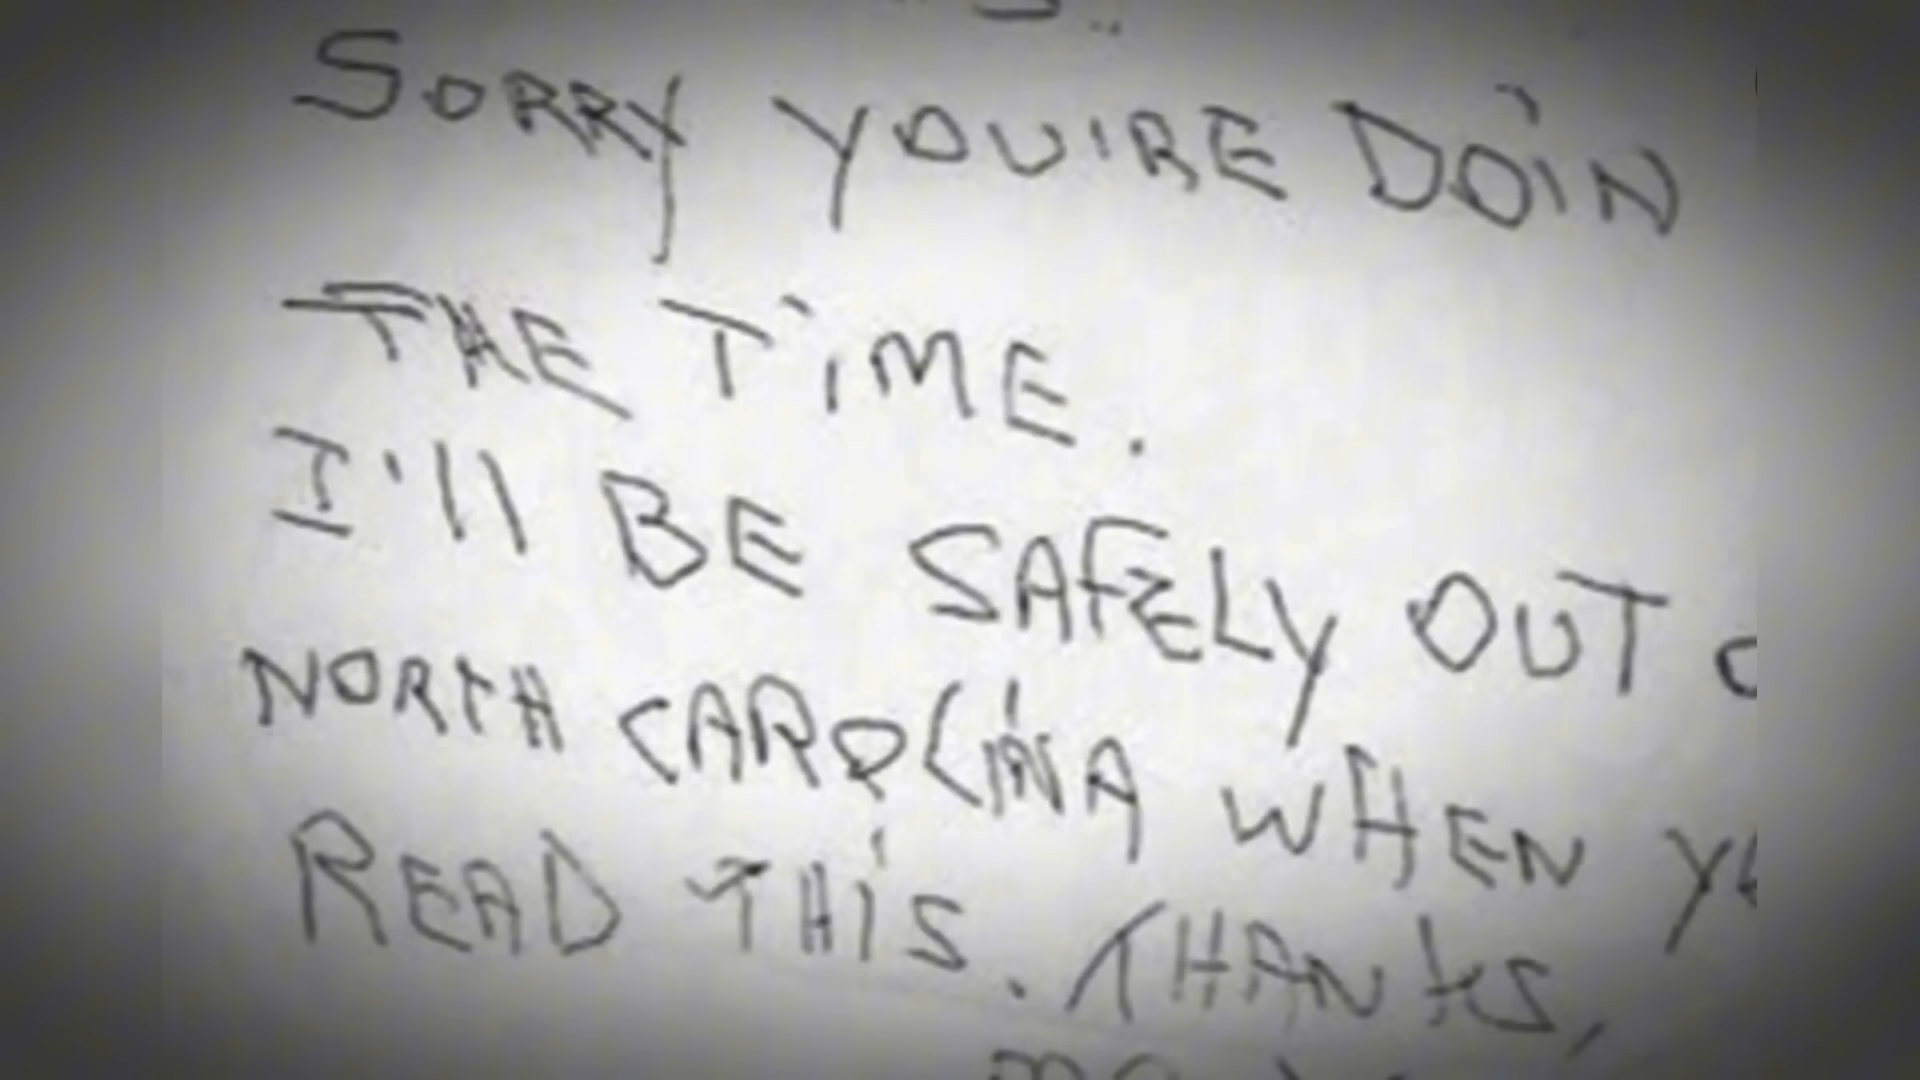 SORRY YOU'RE DOIN
THE TIME.
I'll BE SAFELY OUT
NORTH CAROLINA WHEN
READ THIS. THANKS,